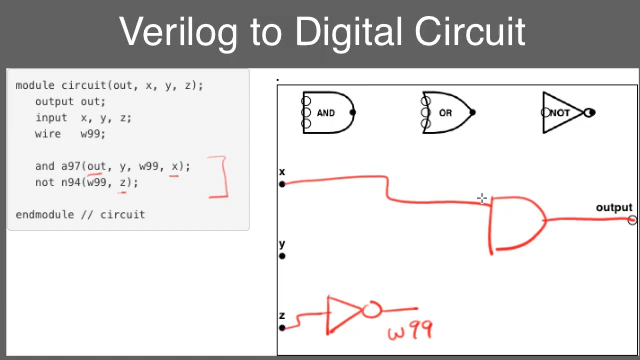 Verilog to Digital Circuit
module circuit(out, x, y, z);
output out;
input x, y, z;
wire w99;
and a97(out, y, w99, x);
not n94(w99, z);
endmodule // circuit
AND
OR
NOT
x
output
y
z
w99